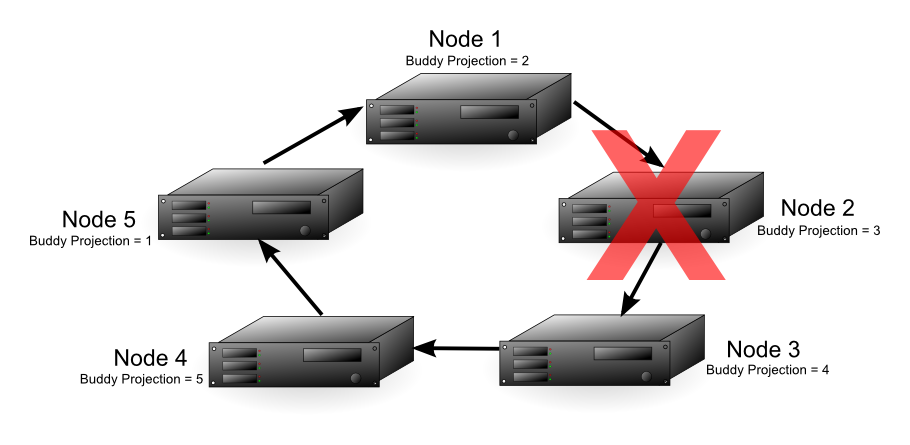 Node 1
Buddy Projection = 2
Node 2
Buddy Projection = 3
Node 3
Buddy Projection = 4
Node 4
Buddy Projection = 5
Node 5
Buddy Projection = 1